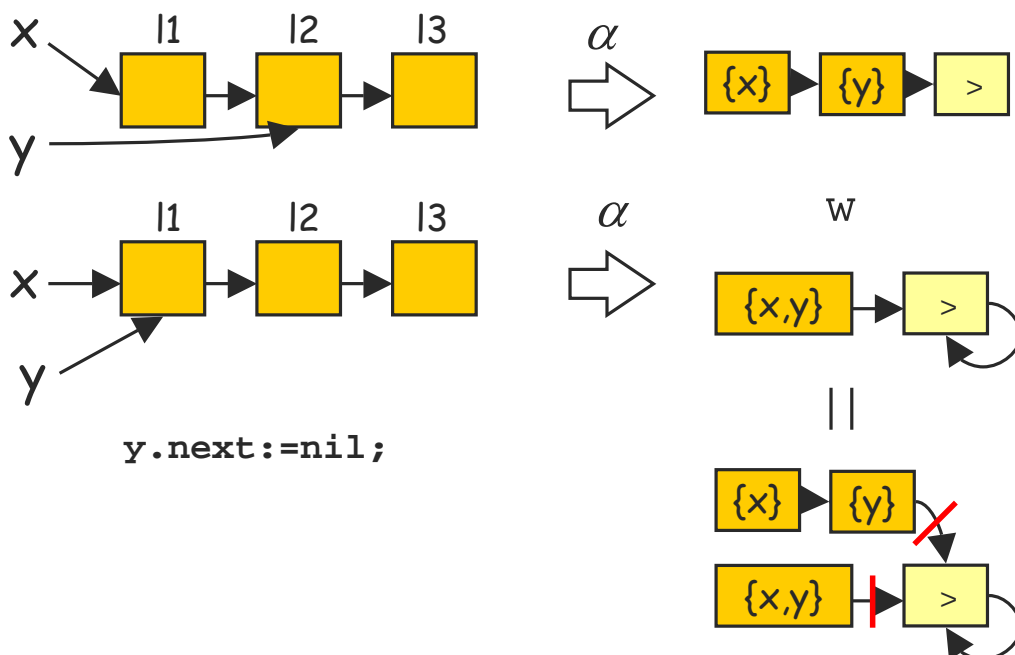 x l1 l2 l3 α {x} {y} >
y
l1 l2 l3 α w
x {x,y} >
y
||
y.next:=nil;
{x} {y}
{x,y} >